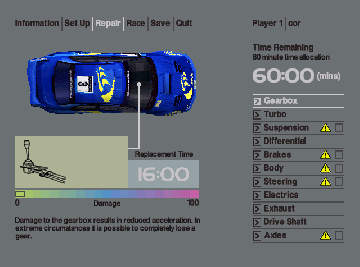 Information Set Up Repair Race Save Quit
Player 1 oor
Time Remaining
60 minute time allocation
60:00 (mins)
Gearbox
Turbo
Suspension
Differential
Brakes
Body
Steering
Electrics
Exhaust
Drive Shaft
Axles
Replacement Time
16:00
0 Damage 100
Damage to the gearbox results in reduced acceleration. In
extreme circumstances it is possible to completely lose a
gear.